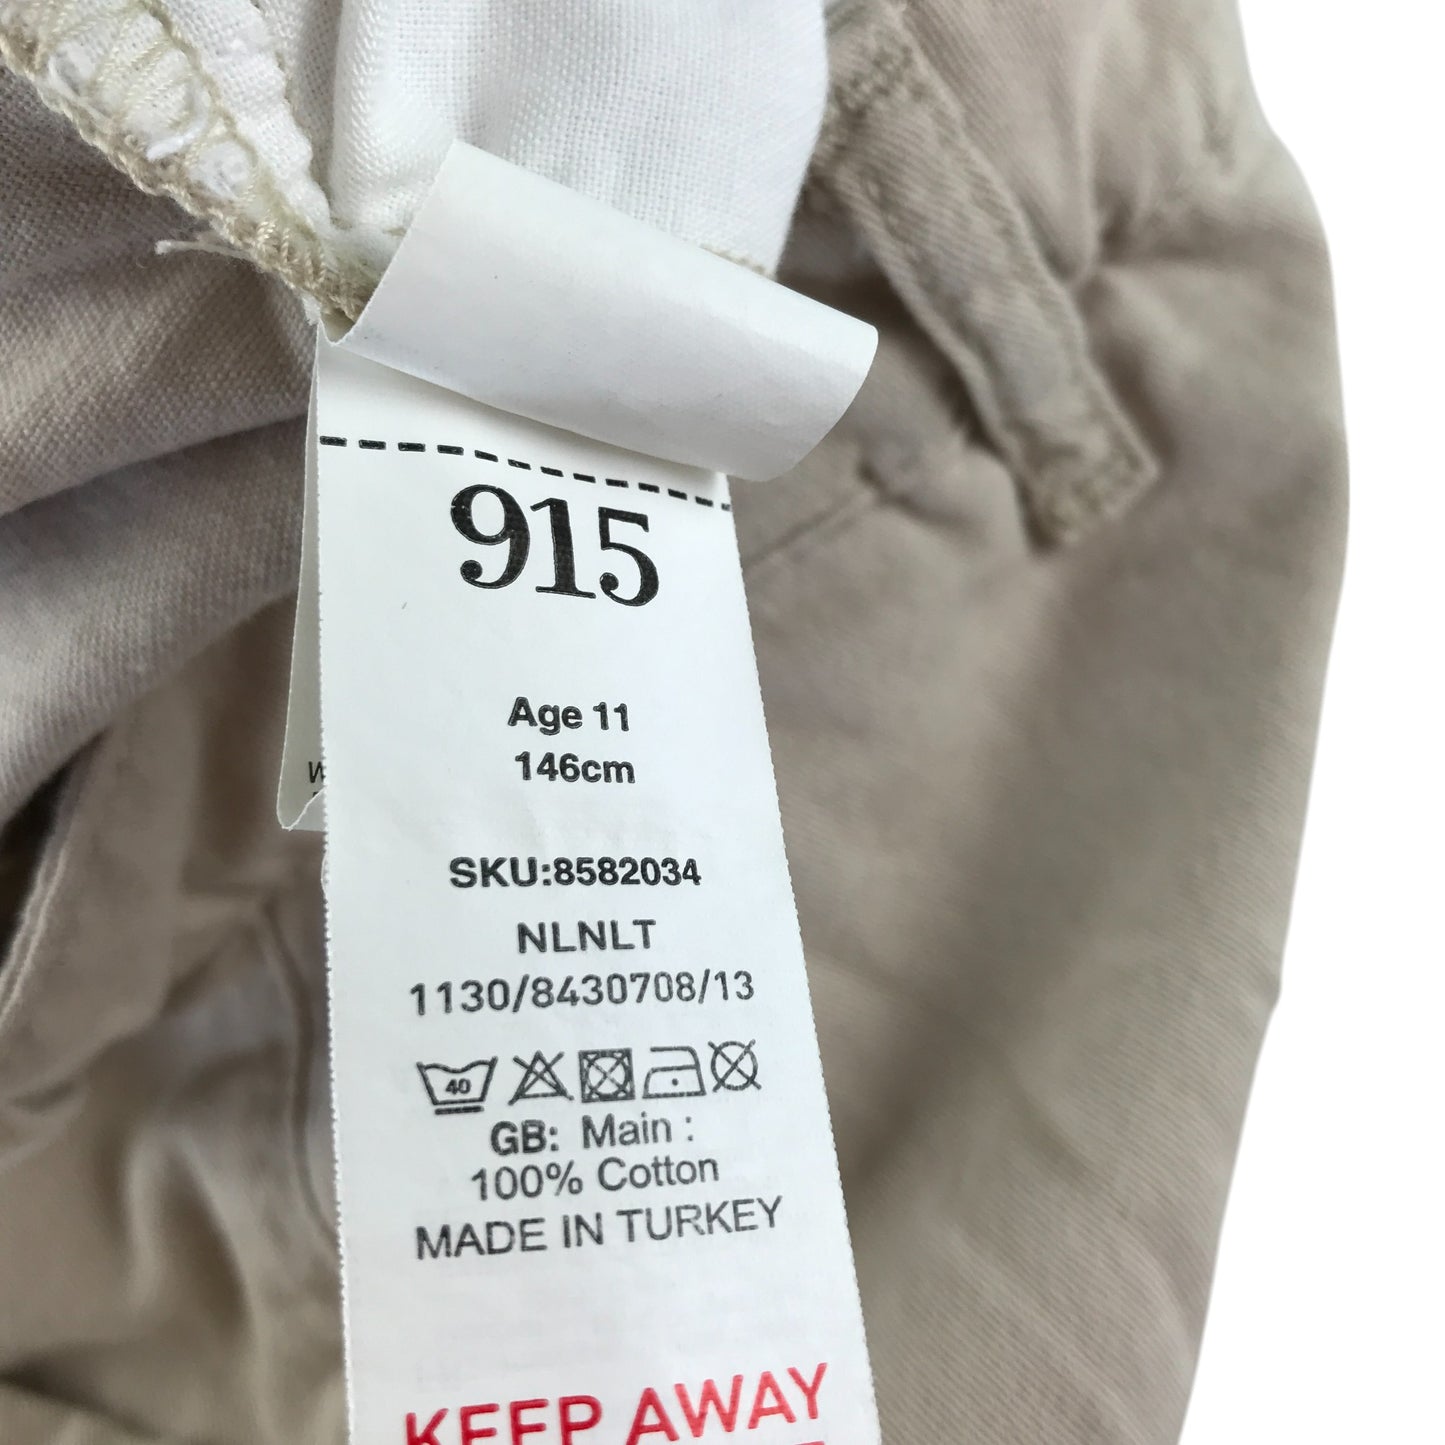 915
Age 11
146cm
SKU:8582034
NLNLT
1130/8430708/13
40
GB: Main :
100% Cotton
MADE IN TURKEY
KEEP AWAY